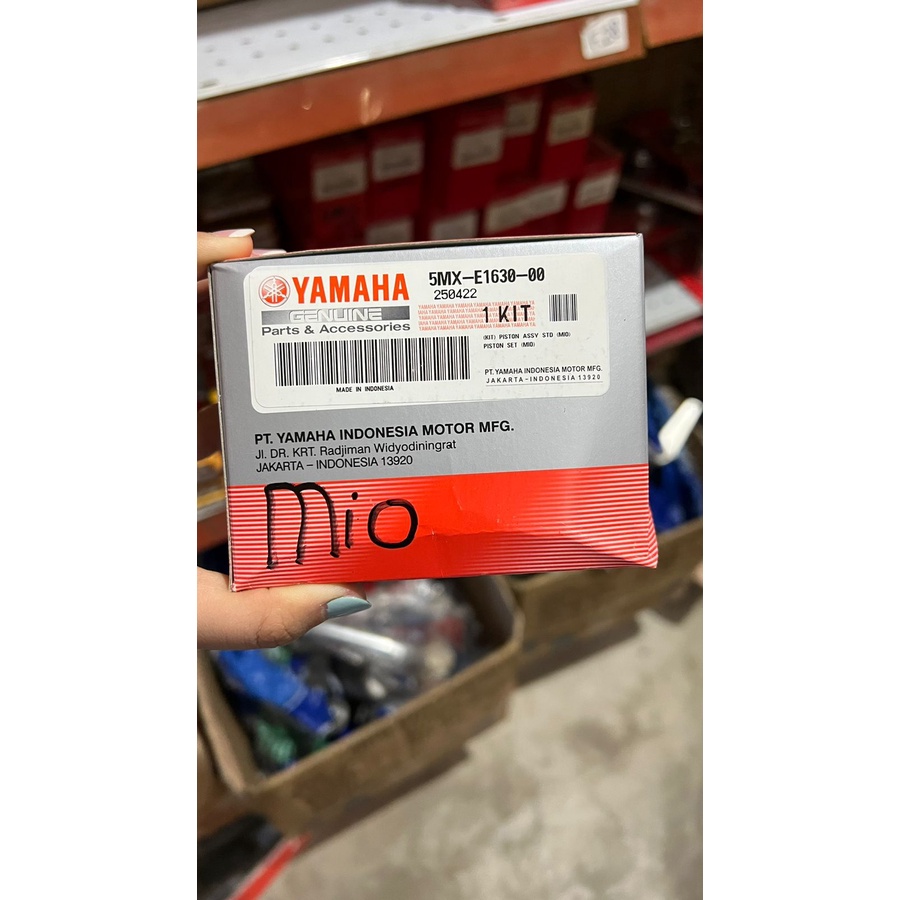 YAMAHA
GENUINE
Parts & Accessories
5MX-E1630-00
250422
1 KIT
(KIT) PISTON ASSY STD (MIO)
PISTON SET (MIO)
MADE IN INDONESIA
PT. YAMAHA INDONESIA MOTOR MFG.
JAKARTA-INDONESIA 13920
PT. YAMAHA INDONESIA MOTOR MFG.
Jl. DR. KRT. Radjiman Widyodiningrat
JAKARTA – INDONESIA 13920
Mio